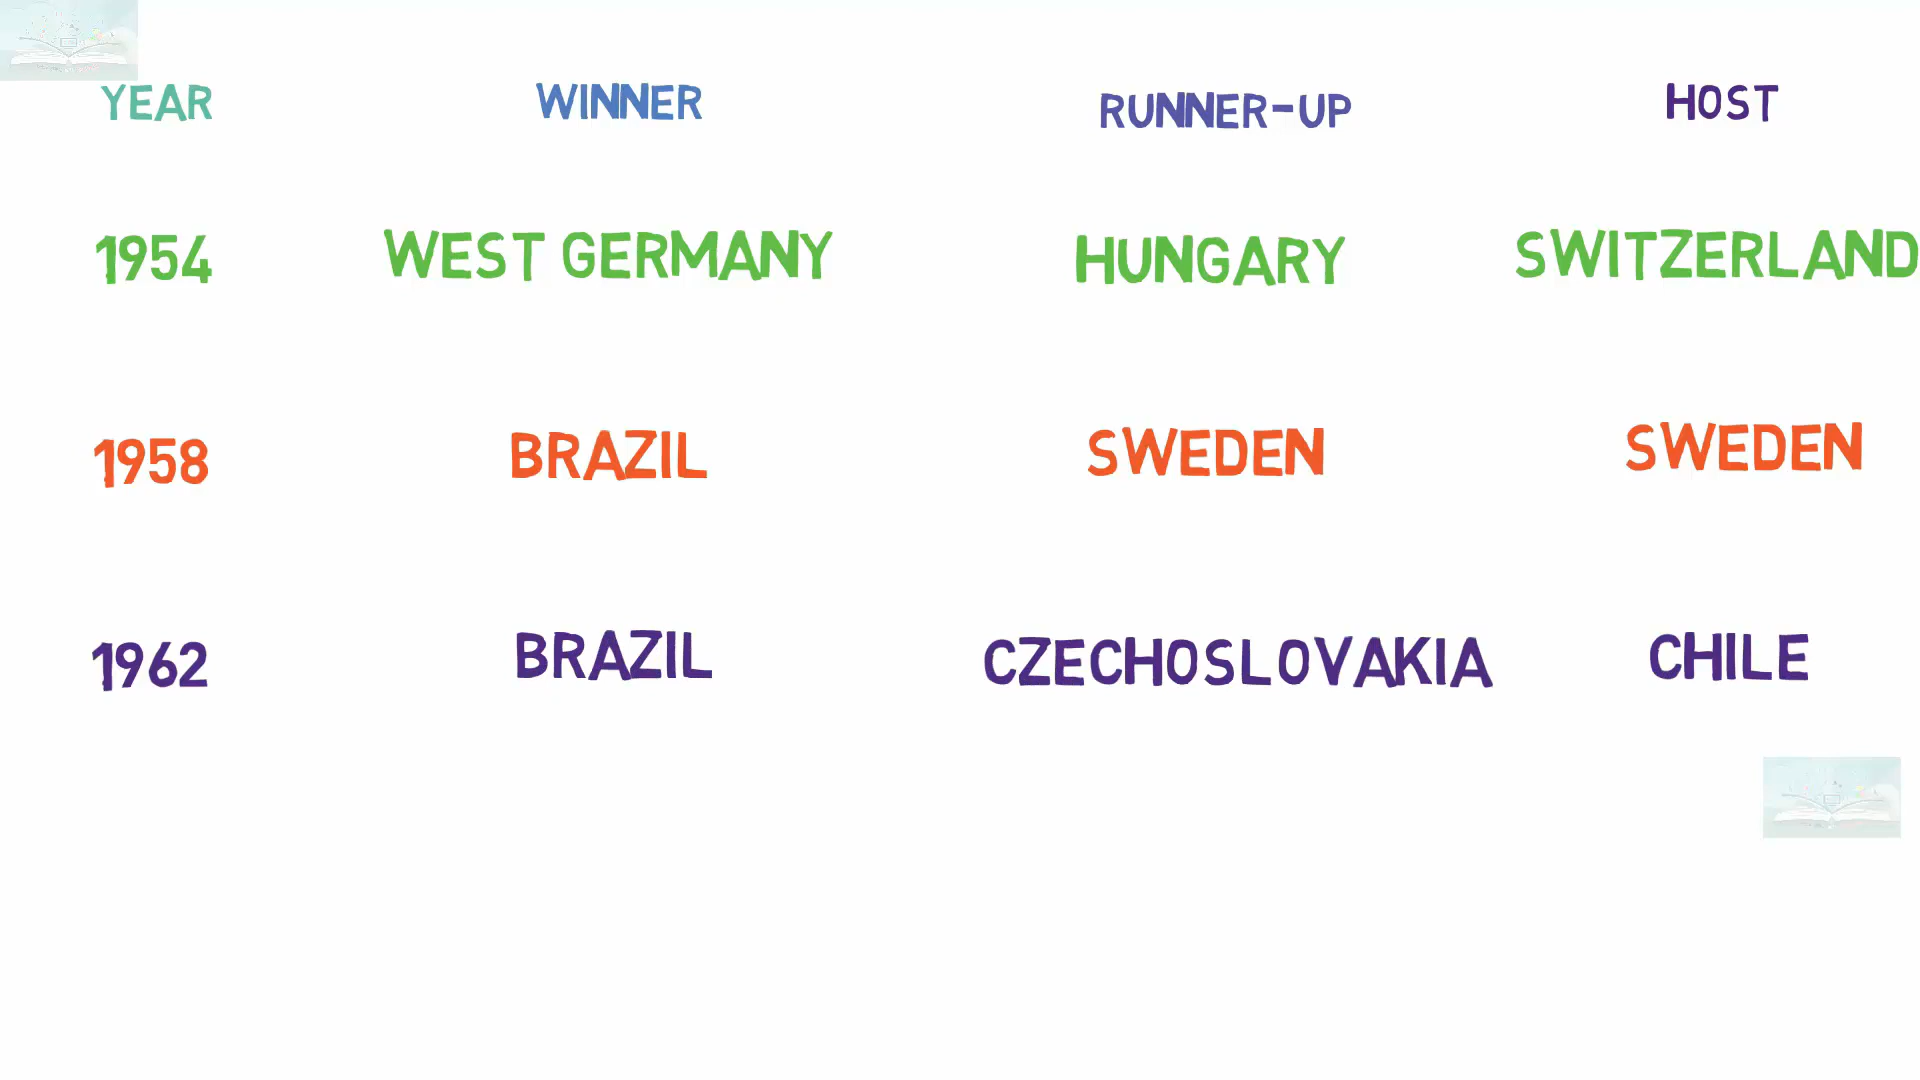 YEAR WINNER RUNNER-UP HOST
1954 WEST GERMANY HUNGARY SWITZERLAND
1958 BRAZIL SWEDEN SWEDEN
1962 BRAZIL CZECHOSLOVAKIA CHILE